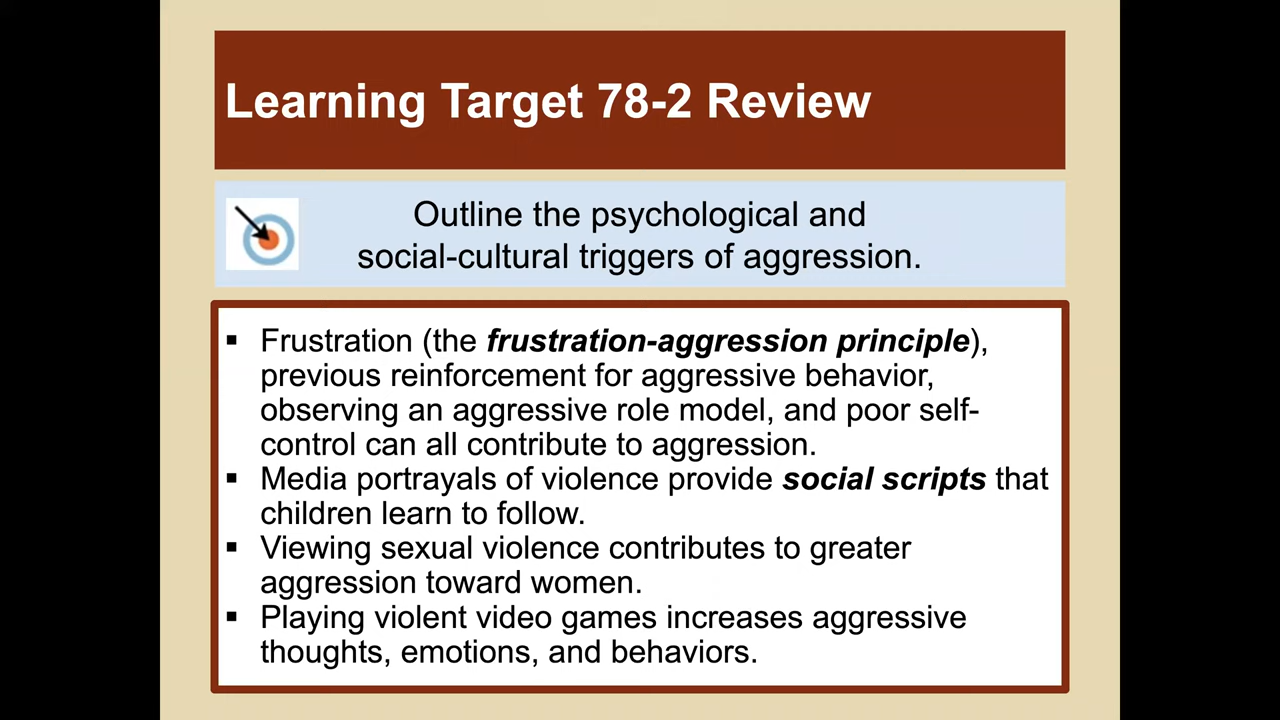 Learning Target 78-2 Review
Outline the psychological and
social-cultural triggers of aggression.
▪ Frustration (the frustration-aggression principle),
previous reinforcement for aggressive behavior,
observing an aggressive role model, and poor self-
control can all contribute to aggression.
▪ Media portrayals of violence provide social scripts that
children learn to follow.
▪ Viewing sexual violence contributes to greater
aggression toward women.
▪ Playing violent video games increases aggressive
thoughts, emotions, and behaviors.